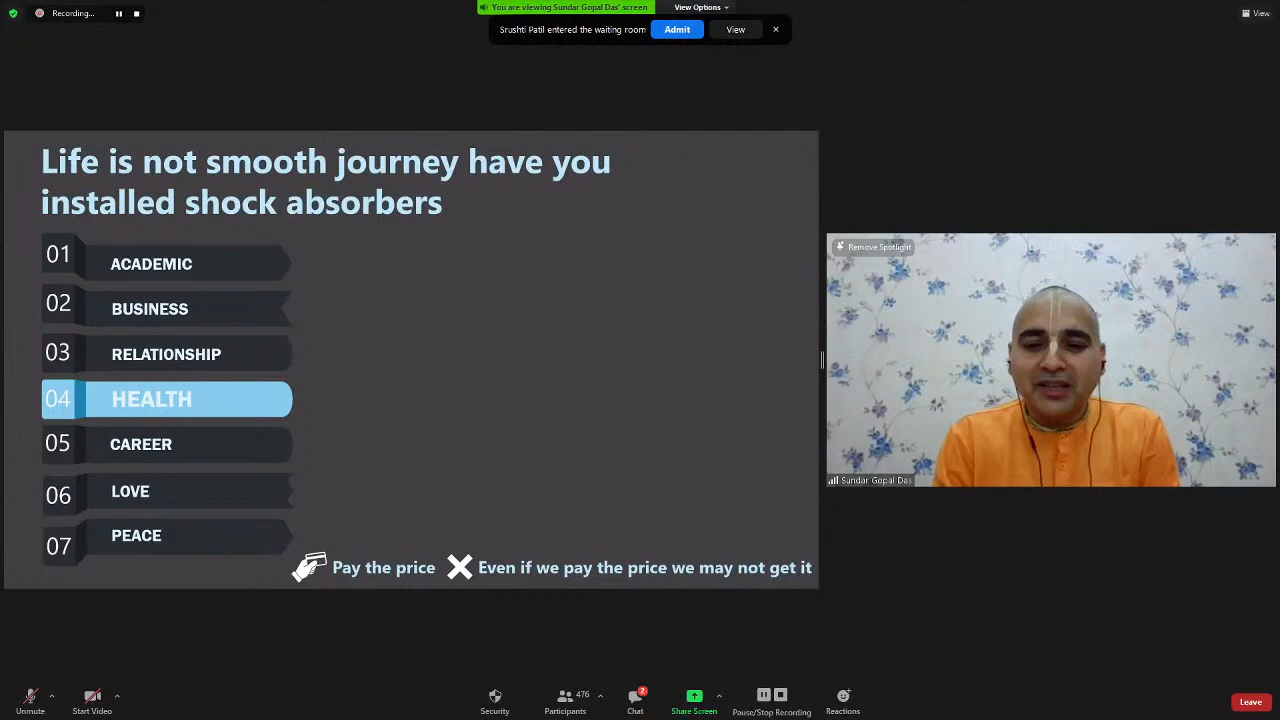 Recording...
You are viewing Sundar Gopal Das' screen
View Options
View
Srushti Patil entered the waiting room
Admit
View
Life is not smooth journey have you
installed shock absorbers
01 ACADEMIC
02 BUSINESS
03 RELATIONSHIP
04 HEALTH
05 CAREER
06 LOVE
07 PEACE
Pay the price
Even if we pay the price we may not get it
Remove Spotlight
Sundar Gopal Das
Unmute
Start Video
Security
Participants
476
Chat
2
Share Screen
Pause/Stop Recording
Reactions
Leave